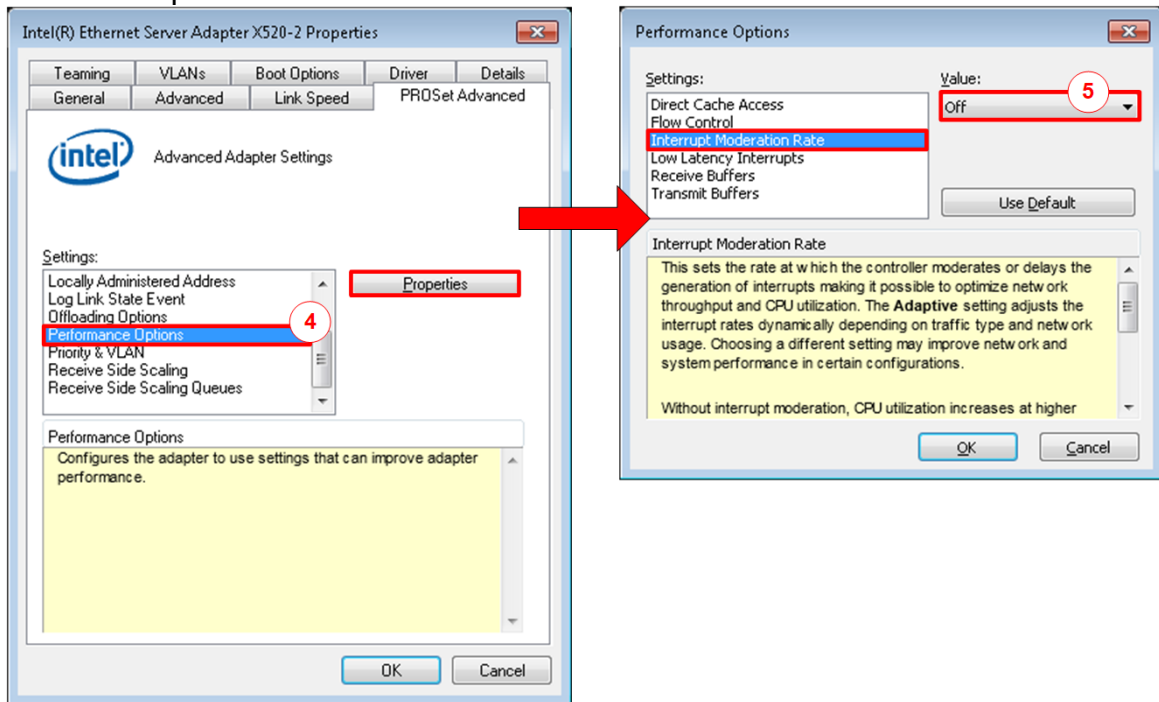 Intel(R) Ethernet Server Adapter X520-2 Properties
Teaming VLANs Boot Options Driver Details
General Advanced Link Speed PROSet Advanced
intel
Advanced Adapter Settings
Settings:
Locally Administered Address
Log Link State Event
Offloading Options
Performance Options
Priority & VLAN
Receive Side Scaling
Receive Side Scaling Queues
4
Properties
Performance Options
Configures the adapter to use settings that can improve adapter
performance.
OK Cancel
Performance Options
Settings:
Direct Cache Access
Flow Control
Interrupt Moderation Rate
Low Latency Interrupts
Receive Buffers
Transmit Buffers
Value:
5
Off
Use Default
Interrupt Moderation Rate
This sets the rate at which the controller moderates or delays the
generation of interrupts making it possible to optimize network
throughput and CPU utilization. The Adaptive setting adjusts the
interrupt rates dynamically depending on traffic type and network
usage. Choosing a different setting may improve network and
system performance in certain configurations.
Without interrupt moderation, CPU utilization increases at higher
OK Cancel